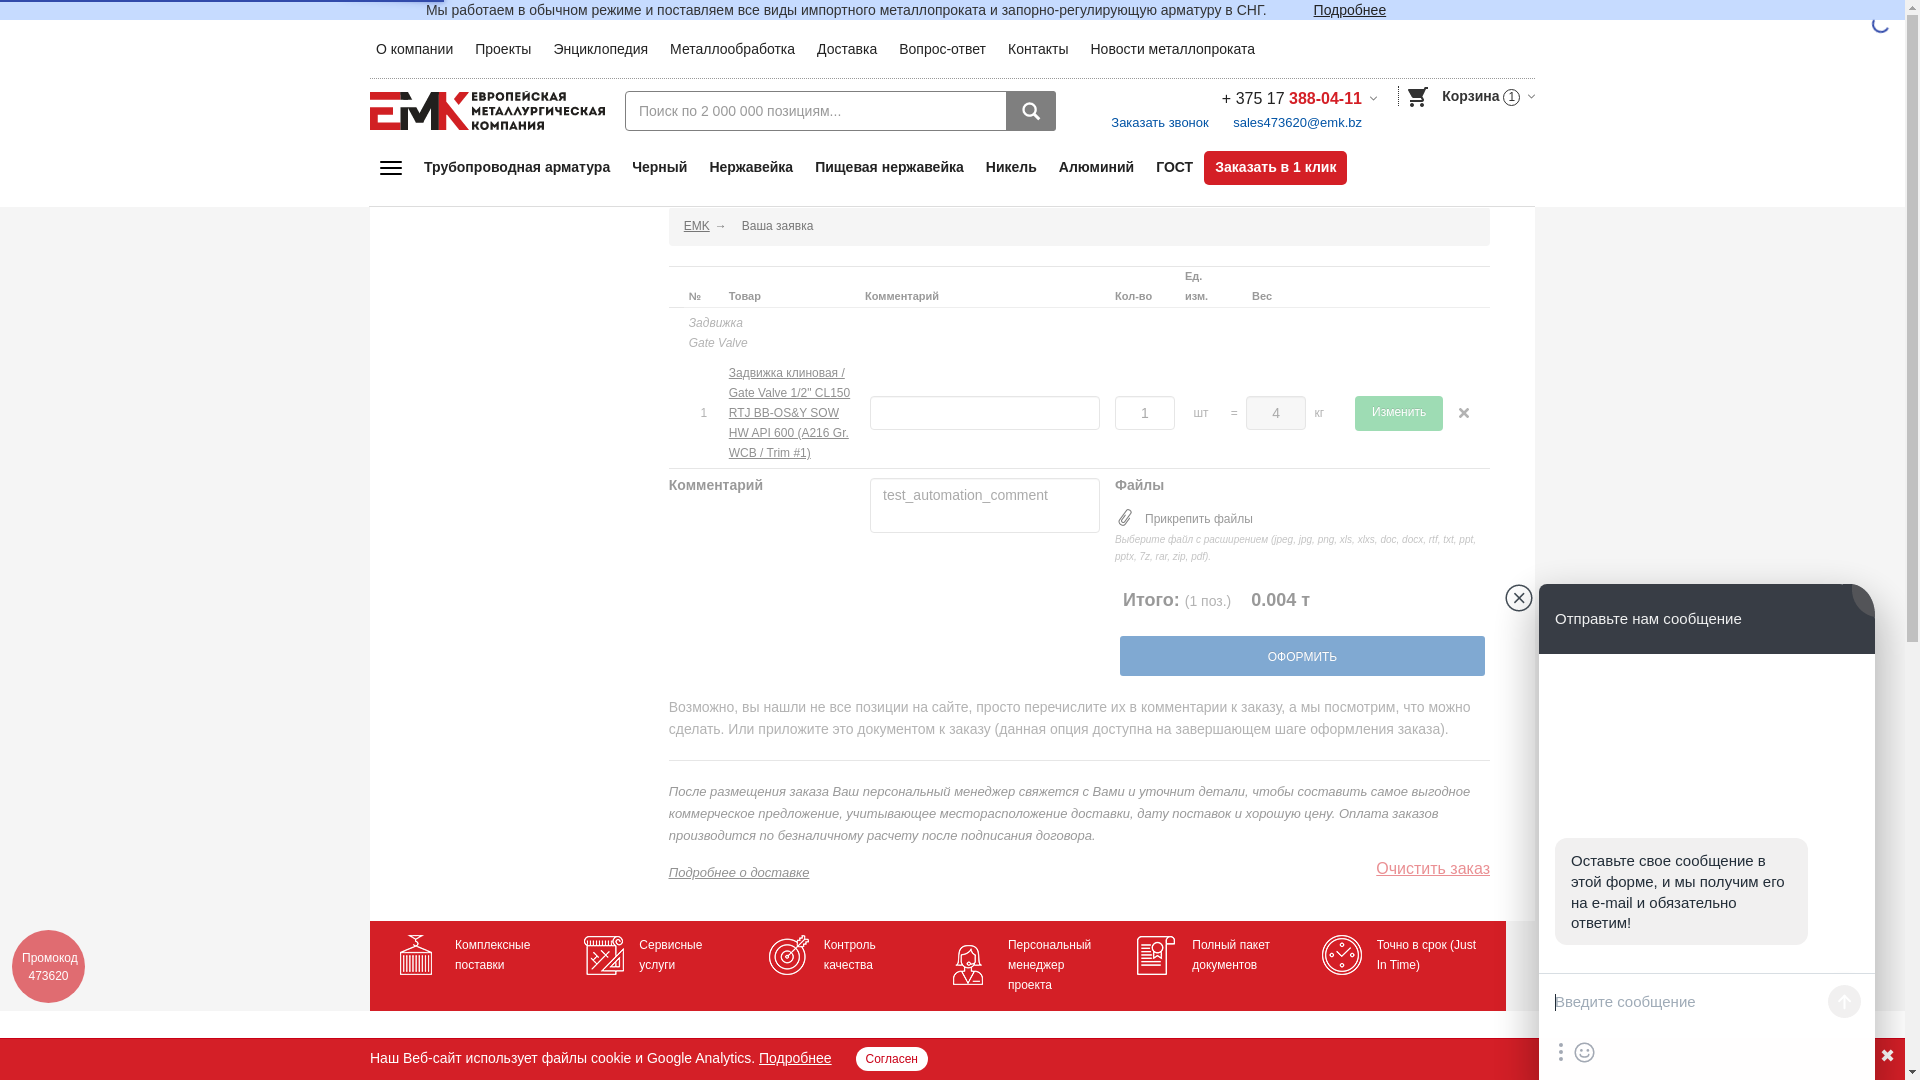 Мы работаем в обычном режиме и поставляем все виды импортного металлопроката и запорно-регулирующую арматуру в СНГ. Подробнее
О компании Проекты Энциклопедия Металлообработка Доставка Вопрос-ответ Контакты Новости металлопроката
ЕМК ЕВРОПЕЙСКАЯ
МЕТАЛЛУРГИЧЕСКАЯ
КОМПАНИЯ
Поиск по 2 000 000 позициям...
+ 375 17 388-04-11
Заказать звонок sales473620@emk.bz
Корзина 1
Трубопроводная арматура Черный Нержавейка Пищевая нержавейка Никель Алюминий ГОСТ Заказать в 1 клик
ЕМК → Ваша заявка
№ Товар Комментарий Кол-во Ед.
изм. Вес
Задвижка
Gate Valve
1
Задвижка клиновая /
Gate Valve 1/2" CL150
RTJ BB-OS&Y SOW
HW API 600 (A216 Gr.
WCB / Trim #1)
1 шт = 4 кг Изменить
Комментарий
test_automation_comment
Файлы
Прикрепить файлы
Выберите файл с расширением (jpeg, jpg, png, xls, xlxs, doc, docx, rtf, txt, ppt,
pptx, 7z, rar, zip, pdf).
Итого: (1 поз.) 0.004 т
ОФОРМИТЬ
Возможно, вы нашли не все позиции на сайте, просто перечислите их в комментарии к заказу, а мы посмотрим, что можно
сделать. Или приложите это документом к заказу (данная опция доступна на завершающем шаге оформления заказа).
После размещения заказа Ваш персональный менеджер свяжется с Вами и уточнит детали, чтобы составить самое выгодное
коммерческое предложение, учитывающее месторасположение доставки, дату поставок и хорошую цену. Оплата заказов
производится по безналичному расчету после подписания договора.
Подробнее о доставке
Очистить заказ
Комплексные
поставки
Сервисные
услуги
Контроль
качества
Персональный
менеджер
проекта
Полный пакет
документов
Точно в срок (Just
In Time)
Промокод
473620
Наш Веб-сайт использует файлы cookie и Google Analytics. Подробнее Согласен
Отправьте нам сообщение
Оставьте свое сообщение в
этой форме, и мы получим его
на e-mail и обязательно
ответим!
Введите сообщение